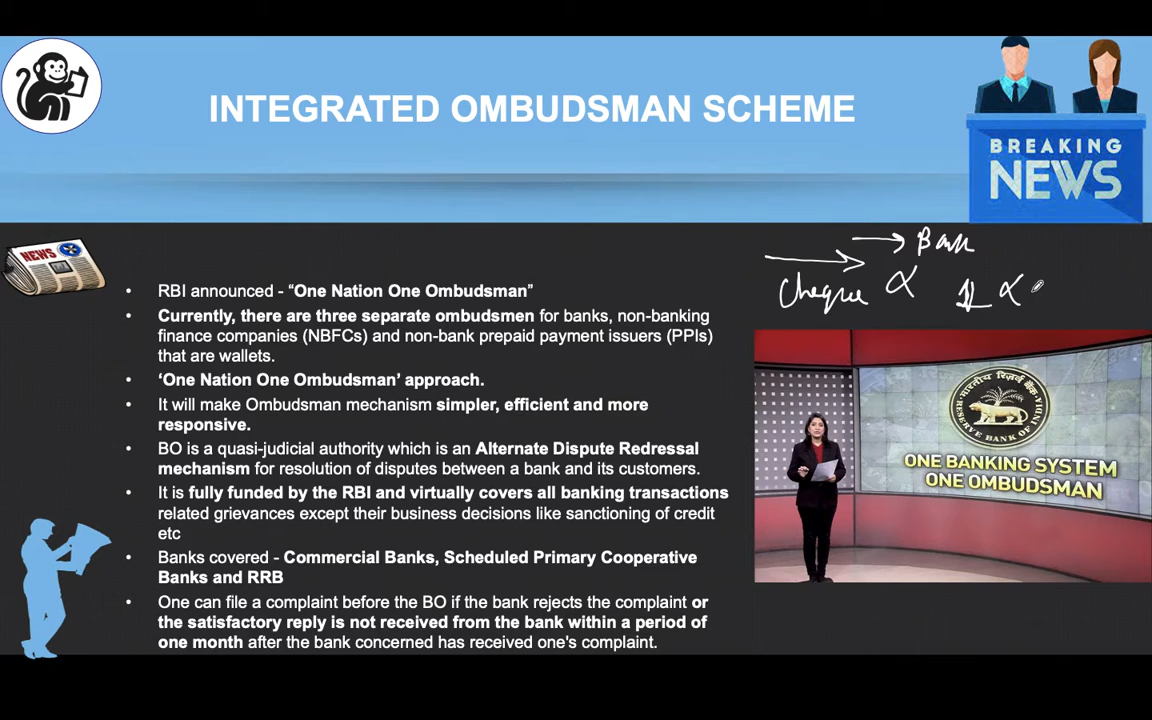 INTEGRATED OMBUDSMAN SCHEME
BREAKING
NEWS
NEWS
→ Bank
Cheque
• RBI announced - “One Nation One Ombudsman”
• Currently, there are three separate ombudsmen for banks, non-banking
finance companies (NBFCs) and non-bank prepaid payment issuers (PPIs)
that are wallets.
• ‘One Nation One Ombudsman’ approach.
• It will make Ombudsman mechanism simpler, efficient and more
responsive.
• BO is a quasi-judicial authority which is an Alternate Dispute Redressal
mechanism for resolution of disputes between a bank and its customers.
• It is fully funded by the RBI and virtually covers all banking transactions
related grievances except their business decisions like sanctioning of credit
etc
• Banks covered - Commercial Banks, Scheduled Primary Cooperative
Banks and RRB
• One can file a complaint before the BO if the bank rejects the complaint or
the satisfactory reply is not received from the bank within a period of
one month after the bank concerned has received one's complaint.
भारतीय रिज़र्व बैंक
RESERVE BANK OF INDIA
ONE BANKING SYSTEM
ONE OMBUDSMAN